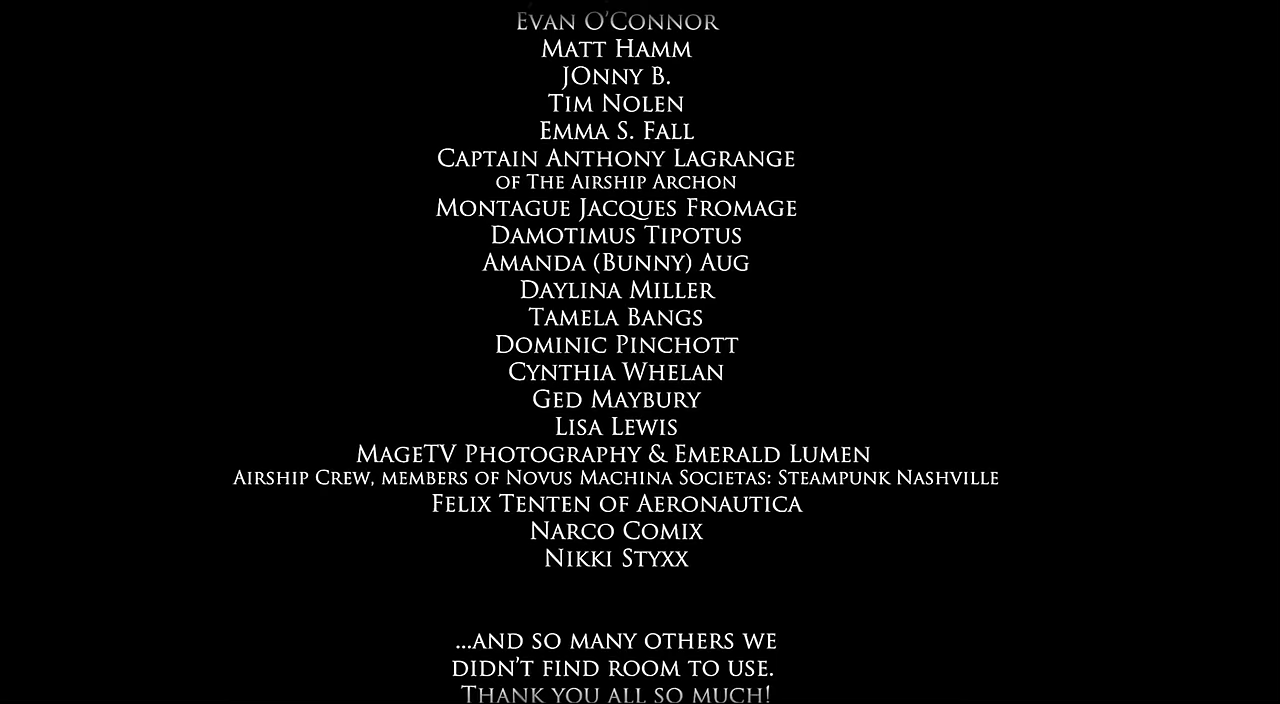 Evan O'Connor
Matt Hamm
JOnny B.
Tim Nolen
Emma S. Fall
Captain Anthony Lagrange
of The Airship Archon
Montague Jacques Fromage
Damotimus Tipotus
Amanda (Bunny) Aug
Daylina Miller
Tamela Bangs
Dominic Pinchott
Cynthia Whelan
Ged Maybury
Lisa Lewis
MageTV Photography & Emerald Lumen
Airship Crew, members of Novus Machina Societas: Steampunk Nashville
Felix Tenten of Aeronautica
Narco Comix
Nikki Styxx
...and so many others we
didn't find room to use.
Thank you all so much!